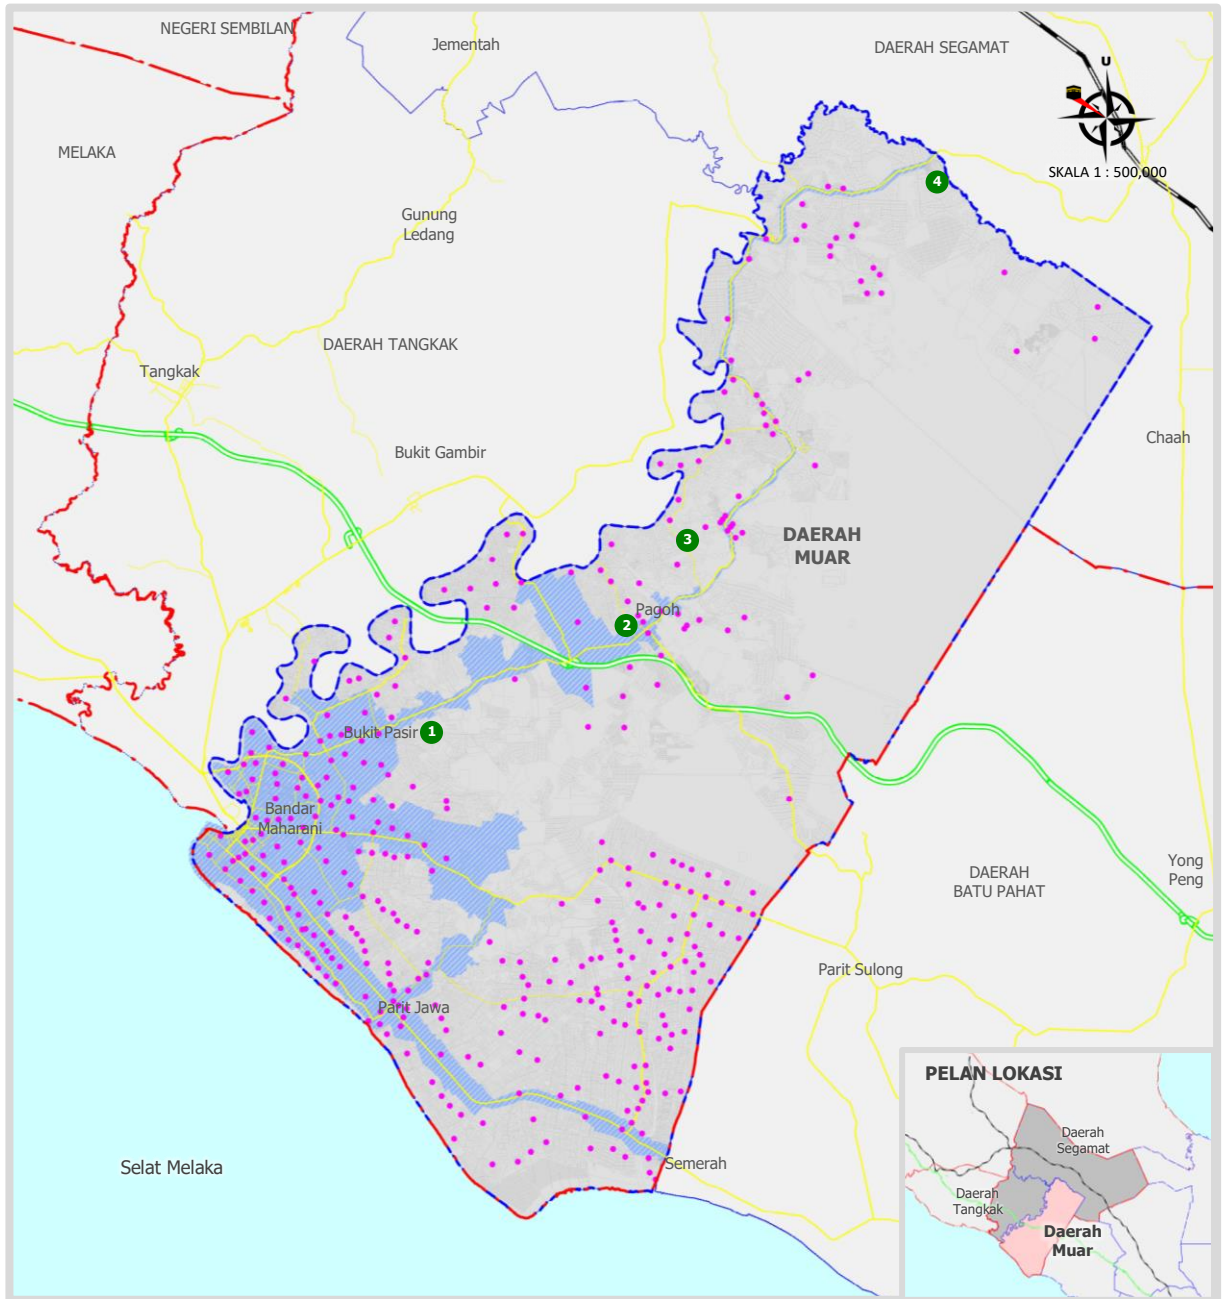 NEGERI SEMBILAN
Jementah
DAERAH SEGAMAT
U
MELAKA
SKALA 1 : 500,000
4
Gunung
Ledang
DAERAH TANGKAK
Tangkak
Chaah
Bukit Gambir
DAERAH
MUAR
3
Pagoh
2
Bukit Pasir
1
Bandar
Maharani
Yong
Peng
DAERAH
BATU PAHAT
Parit Sulong
Parit Jawa
Selat Melaka
Semerah
PELAN LOKASI
Daerah
Segamat
Daerah
Tangkak
Daerah
Muar